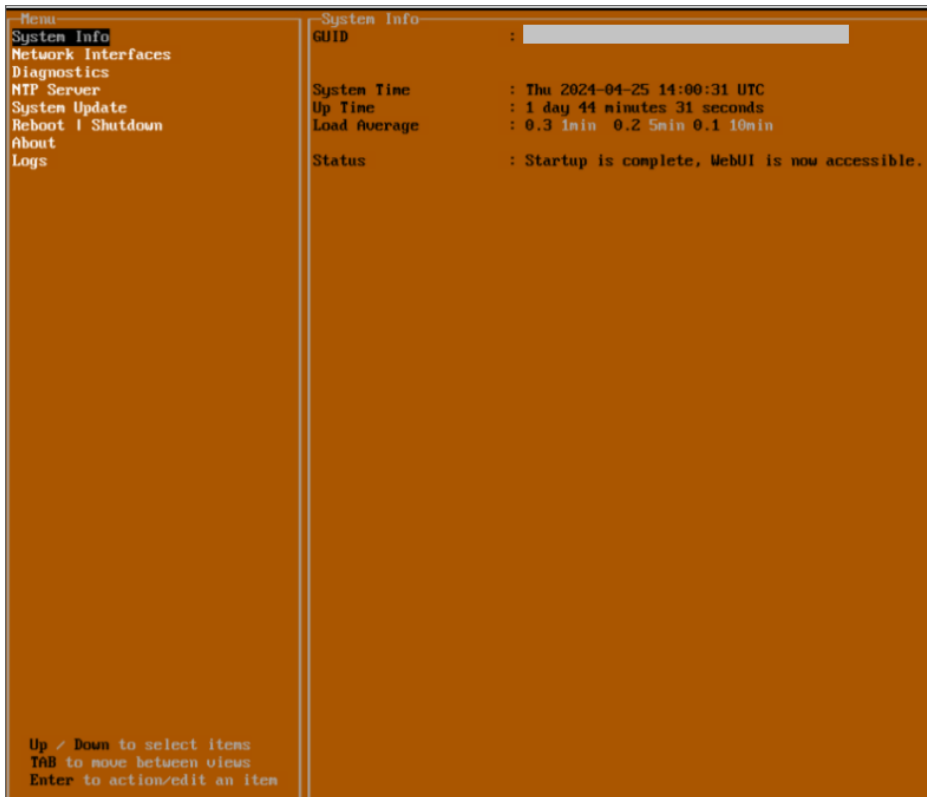 Menu
System Info
Network Interfaces
Diagnostics
NTP Server
System Update
Reboot | Shutdown
About
Logs
Up / Down to select items
TAB to move between views
Enter to action/edit an item
System Info
GUID :
System Time : Thu 2024-04-25 14:00:31 UTC
Up Time : 1 day 44 minutes 31 seconds
Load Average : 0.3 1min 0.2 5min 0.1 10min
Status : Startup is complete, WebUI is now accessible.